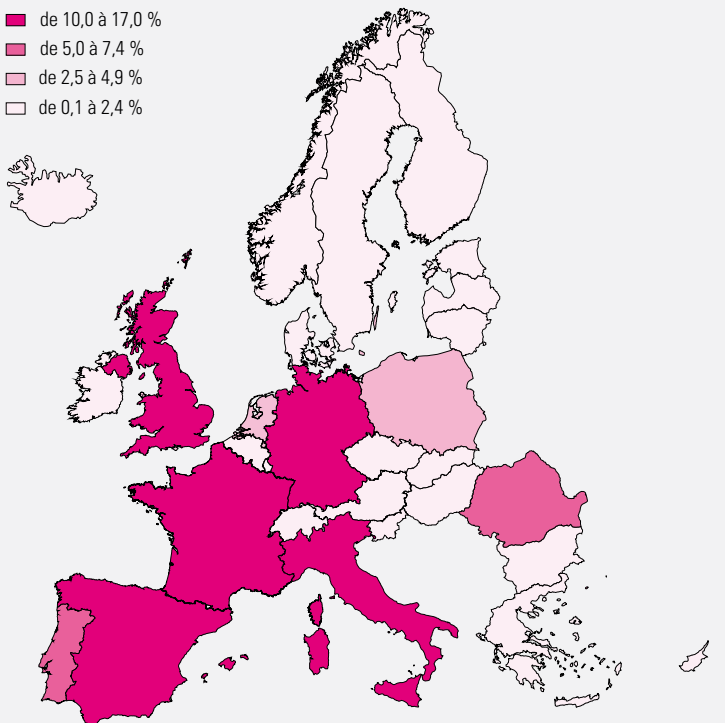 de 10,0 à 17,0 %
de 5,0 à 7,4 %
de 2,5 à 4,9 %
de 0,1 à 2,4 %